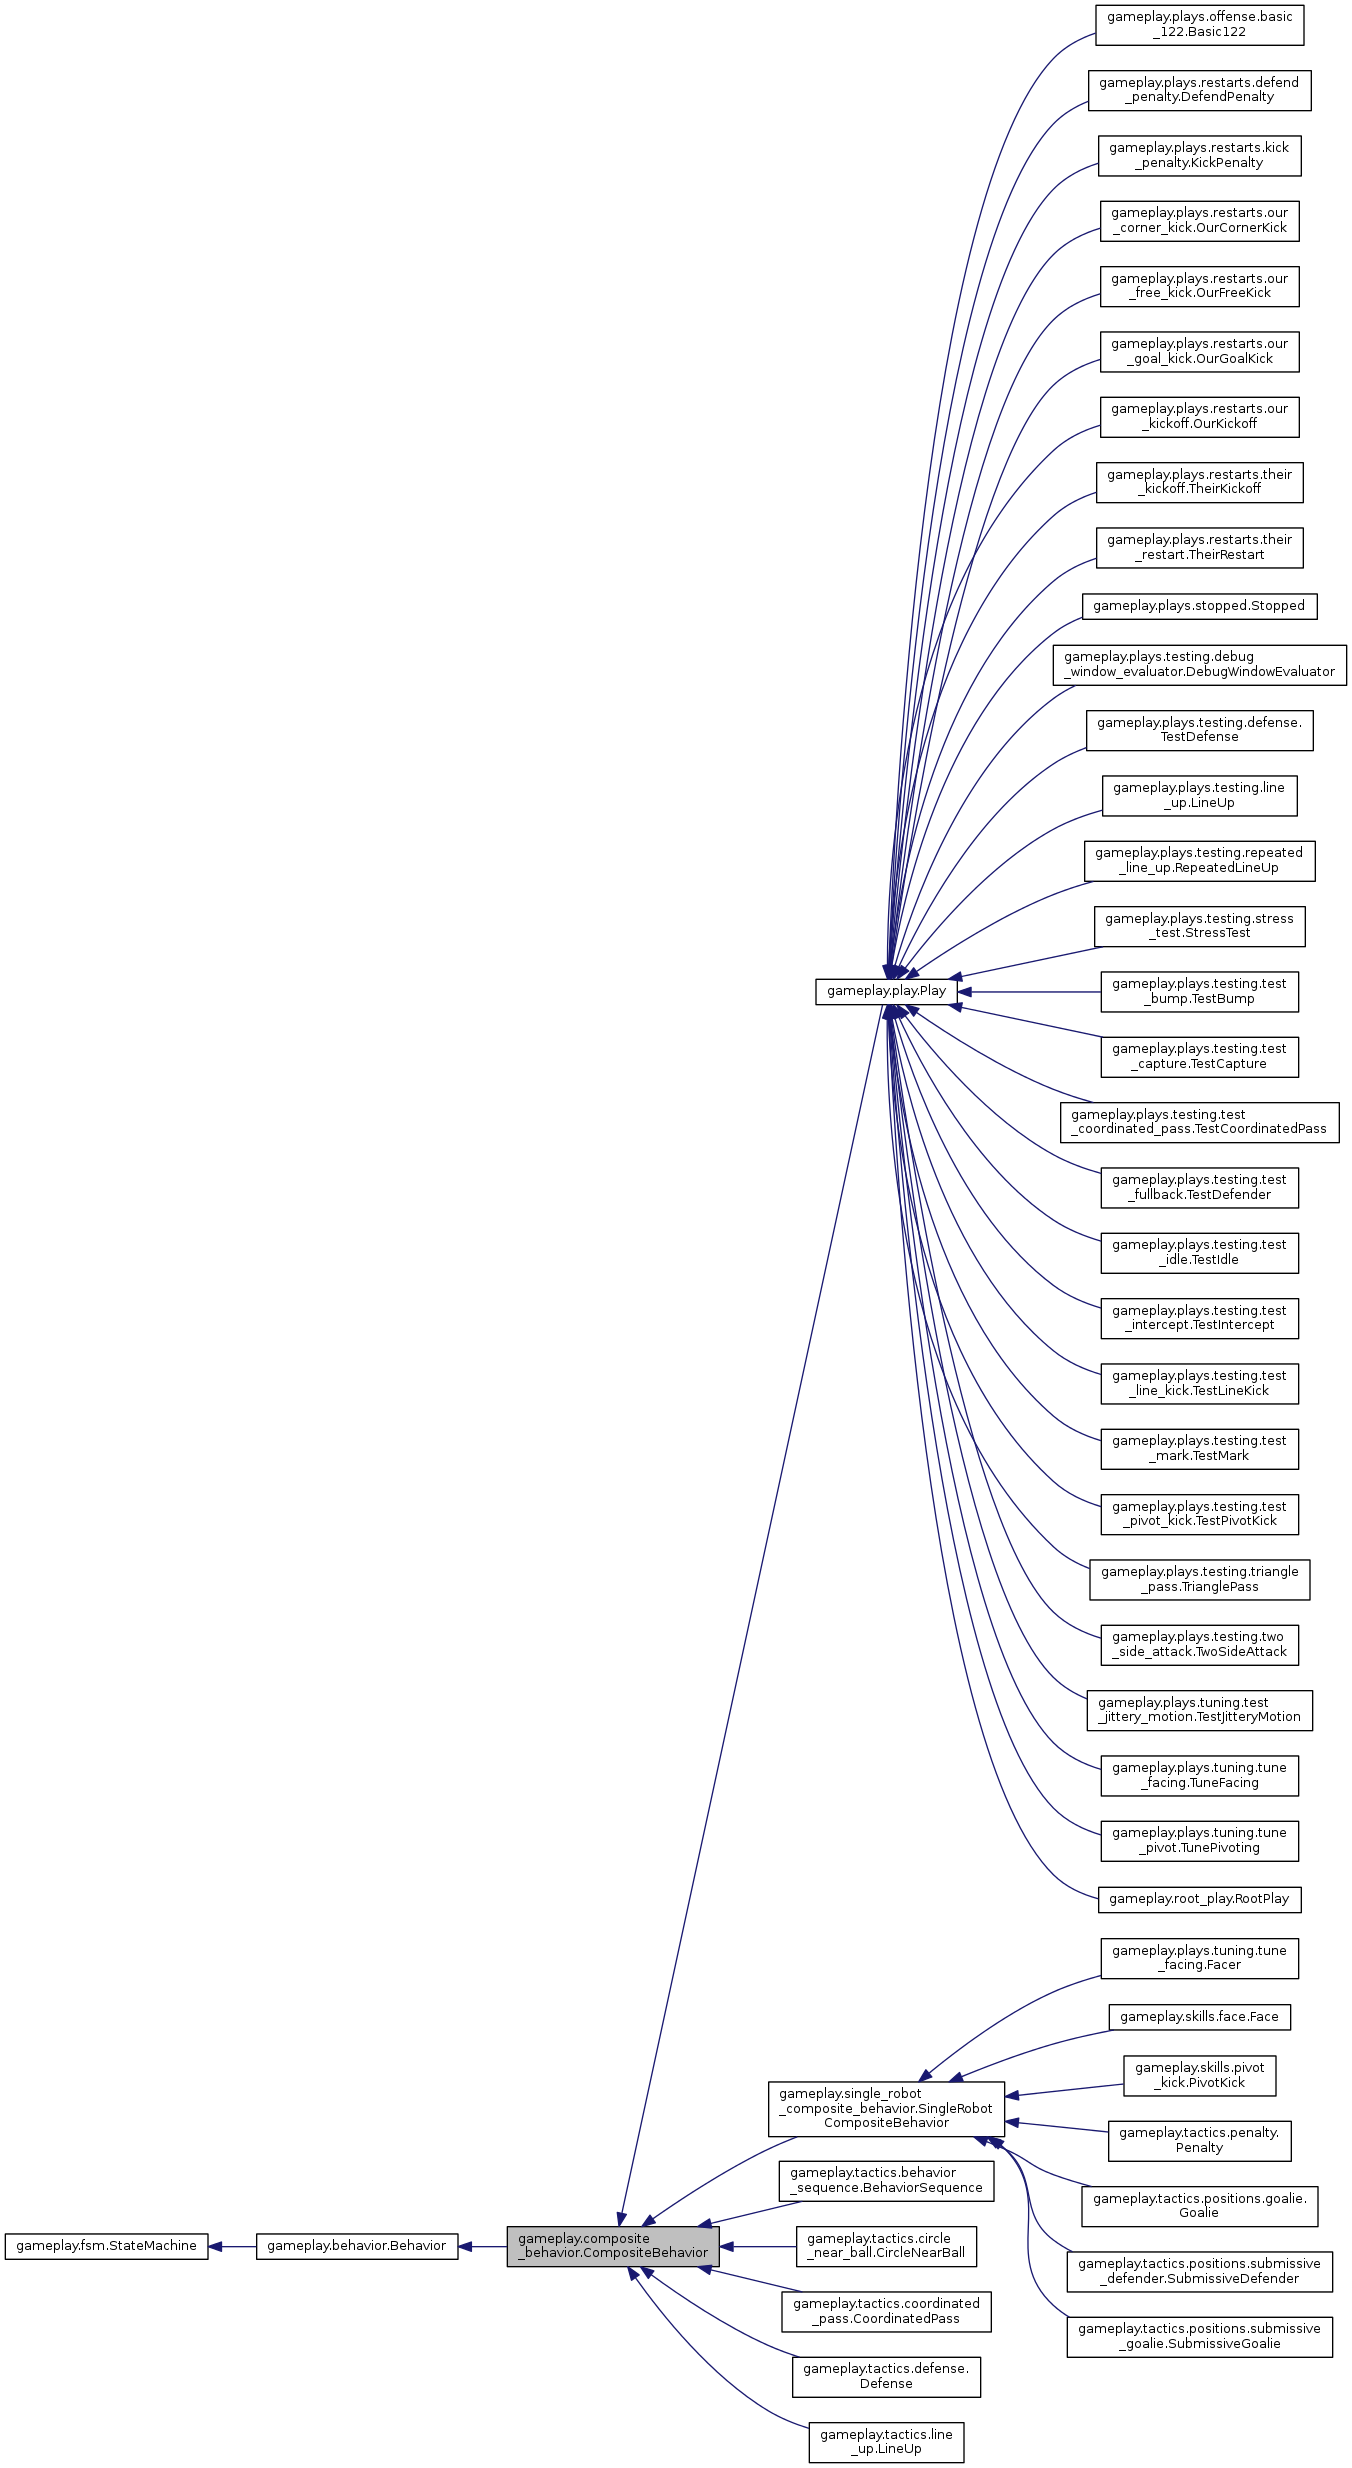 gameplay.plays.offense.basic
_122.Basic122
gameplay.plays.restarts.defend
_penalty.DefendPenalty
gameplay.plays.restarts.kick
_penalty.KickPenalty
gameplay.plays.restarts.our
_corner_kick.OurCornerKick
gameplay.plays.restarts.our
_free_kick.OurFreeKick
gameplay.plays.restarts.our
_goal_kick.OurGoalKick
gameplay.plays.restarts.our
_kickoff.OurKickoff
gameplay.plays.restarts.their
_kickoff.TheirKickoff
gameplay.plays.restarts.their
_restart.TheirRestart
gameplay.plays.stopped.Stopped
gameplay.plays.testing.debug
_window_evaluator.DebugWindowEvaluator
gameplay.plays.testing.defense.
TestDefense
gameplay.plays.testing.line
_up.LineUp
gameplay.plays.testing.repeated
_line_up.RepeatedLineUp
gameplay.plays.testing.stress
_test.StressTest
gameplay.play.Play
gameplay.plays.testing.test
_bump.TestBump
gameplay.plays.testing.test
_capture.TestCapture
gameplay.plays.testing.test
_coordinated_pass.TestCoordinatedPass
gameplay.plays.testing.test
_fullback.TestDefender
gameplay.plays.testing.test
_idle.TestIdle
gameplay.plays.testing.test
_intercept.TestIntercept
gameplay.plays.testing.test
_line_kick.TestLineKick
gameplay.plays.testing.test
_mark.TestMark
gameplay.plays.testing.test
_pivot_kick.TestPivotKick
gameplay.plays.testing.triangle
_pass.TrianglePass
gameplay.plays.testing.two
_side_attack.TwoSideAttack
gameplay.plays.tuning.test
_jittery_motion.TestJitteryMotion
gameplay.plays.tuning.tune
_facing.TuneFacing
gameplay.plays.tuning.tune
_pivot.TunePivoting
gameplay.root_play.RootPlay
gameplay.plays.tuning.tune
_facing.Facer
gameplay.skills.face.Face
gameplay.skills.pivot
_kick.PivotKick
gameplay.single_robot
_composite_behavior.SingleRobot
CompositeBehavior
gameplay.tactics.penalty.
Penalty
gameplay.tactics.behavior
_sequence.BehaviorSequence
gameplay.tactics.positions.goalie.
Goalie
gameplay.fsm.StateMachine
gameplay.behavior.Behavior
gameplay.composite
_behavior.CompositeBehavior
gameplay.tactics.circle
_near_ball.CircleNearBall
gameplay.tactics.positions.submissive
_defender.SubmissiveDefender
gameplay.tactics.coordinated
_pass.CoordinatedPass
gameplay.tactics.positions.submissive
_goalie.SubmissiveGoalie
gameplay.tactics.defense.
Defense
gameplay.tactics.line
_up.LineUp